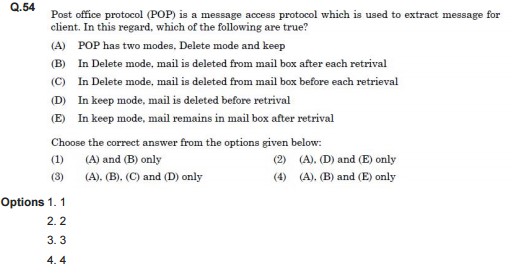 Q.54 Post office protocol (POP) is a message access protocol which is used to extract message for
client. In this regard, which of the following are true?
(A) POP has two modes, Delete mode and keep
(B) In Delete mode, mail is deleted from mail box after each retrival
(C) In Delete mode, mail is deleted from mail box before each retrieval
(D) In keep mode, mail is deleted before retrival
(E) In keep mode, mail remains in mail box after retrival
Choose the correct answer from the options given below:
(1) (A) and (B) only (2) (A), (D) and (E) only
(3) (A), (B), (C) and (D) only (4) (A), (B) and (E) only
Options 1. 1
2. 2
3. 3
4. 4